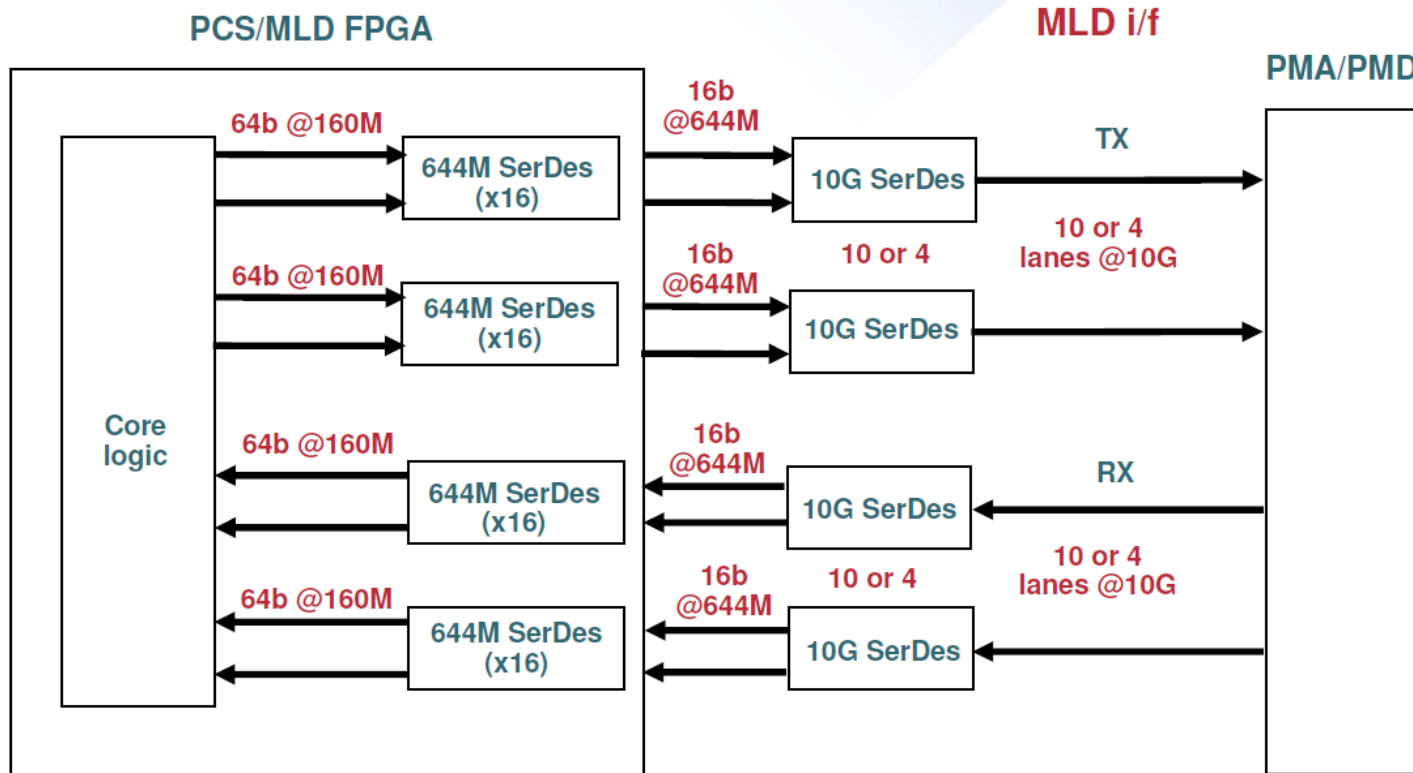 PCS/MLD FPGA
MLD i/f
PMA/PMD
64b @160M
16b
@644M
644M SerDes
(x16)
10G SerDes
TX
64b @160M
16b
@644M
10 or 4
10 or 4
lanes @10G
644M SerDes
(x16)
10G SerDes
Core
logic
64b @160M
16b
@644M
644M SerDes
(x16)
10G SerDes
RX
64b @160M
16b
@644M
10 or 4
10 or 4
lanes @10G
644M SerDes
(x16)
10G SerDes